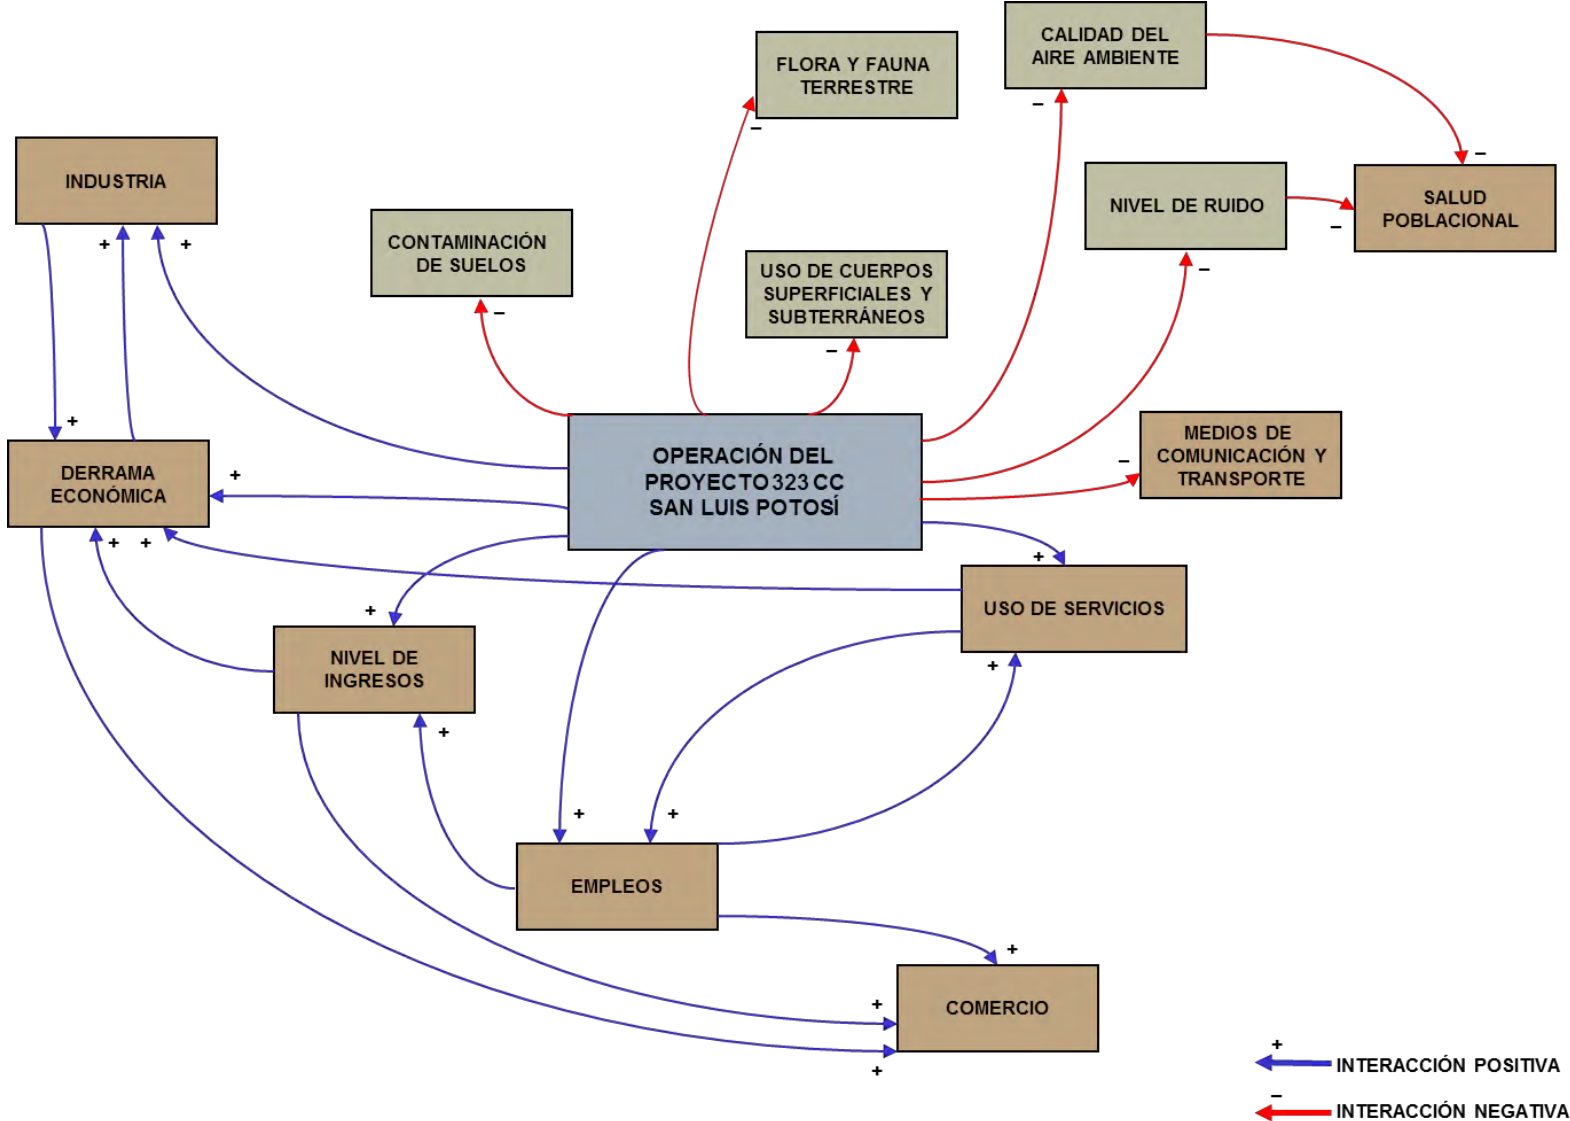 CALIDAD DEL
AIRE AMBIENTE
–
–
FLORA Y FAUNA
TERRESTRE
–
INDUSTRIA
+
+
NIVEL DE RUIDO
–
–
SALUD
POBLACIONAL
CONTAMINACIÓN
DE SUELOS
–
USO DE CUERPOS
SUPERFICIALES Y
SUBTERRÁNEOS
–
+
DERRAMA
ECONÓMICA
+
+
+
OPERACIÓN DEL
PROYECTO 323 CC
SAN LUIS POTOSÍ
–
MEDIOS DE
COMUNICACIÓN Y
TRANSPORTE
+
USO DE SERVICIOS
+
+
NIVEL DE
INGRESOS
+
+
+
EMPLEOS
+
COMERCIO
+
+
+
INTERACCIÓN POSITIVA
–
INTERACCIÓN NEGATIVA